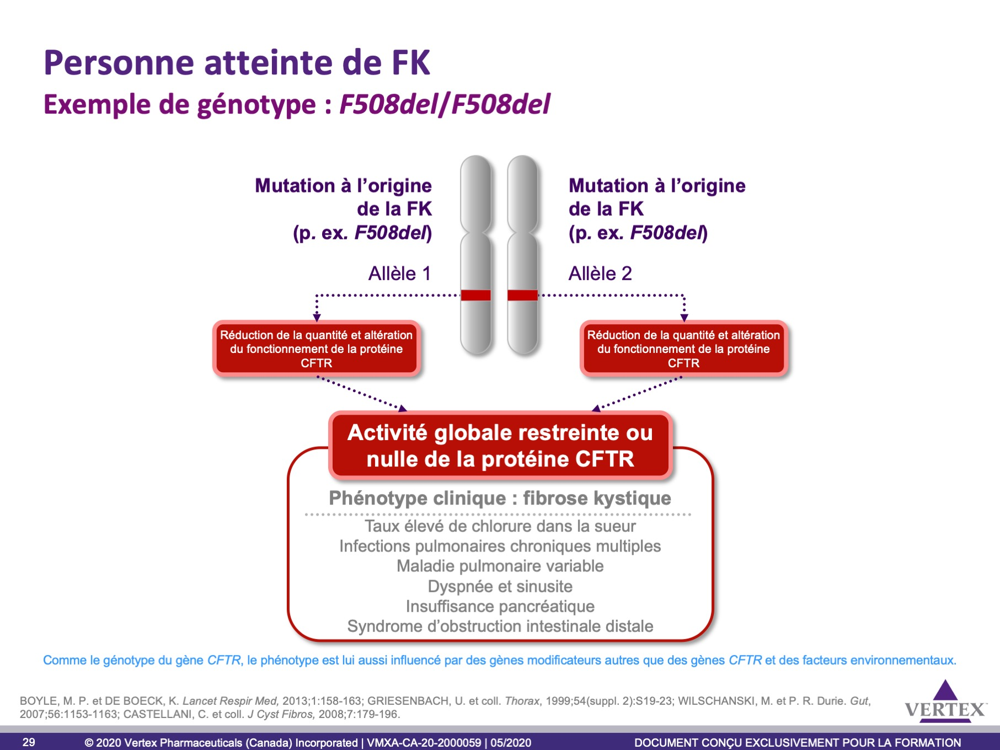 Personne atteinte de FK
Exemple de génotype : F508del/F508del
Mutation à l’origine
de la FK
(p. ex. F508del)
Allèle 1
Mutation à l’origine
de la FK
(p. ex. F508del)
Allèle 2
Réduction de la quantité et altération
du fonctionnement de la protéine
CFTR
Réduction de la quantité et altération
du fonctionnement de la protéine
CFTR
Activité globale restreinte ou
nulle de la protéine CFTR
Phénotype clinique : fibrose kystique
Taux élevé de chlorure dans la sueur
Infections pulmonaires chroniques multiples
Maladie pulmonaire variable
Dyspnée et sinusite
Insuffisance pancréatique
Syndrome d’obstruction intestinale distale
Comme le génotype du gène CFTR, le phénotype est lui aussi influencé par des gènes modificateurs autres que des gènes CFTR et des facteurs environnementaux.
BOYLE, M. P. et DE BOECK, K. Lancet Respir Med, 2013;1:158-163; GRIESENBACH, U. et coll. Thorax, 1999;54(suppl. 2):S19-23; WILSCHANSKI, M. et P. R. Durie. Gut,
2007;56:1153-1163; CASTELLANI, C. et coll. J Cyst Fibros, 2008;7:179-196.
VERTEX™
29
© 2020 Vertex Pharmaceuticals (Canada) Incorporated | VMXA-CA-20-2000059 | 05/2020
DOCUMENT CONÇU EXCLUSIVEMENT POUR LA FORMATION